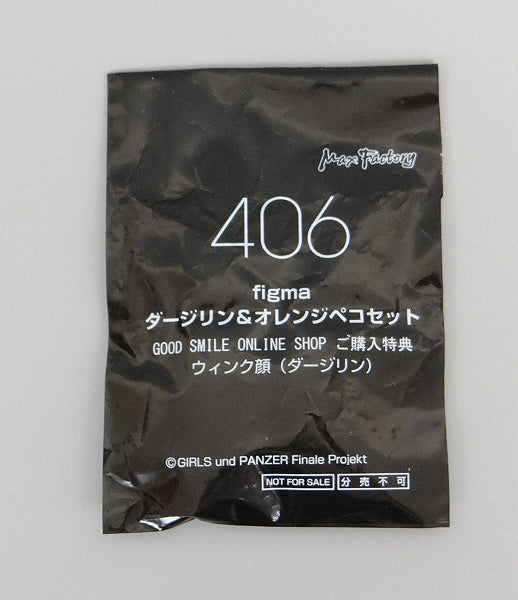 Max Factory
406
figma
ダージリン&オレンジペコセット
GOOD SMILE ONLINE SHOP ご購入特典
ウィンク顔（ダージリン）
©GIRLS und PANZER Finale Projekt
NOT FOR SALE 分売不可